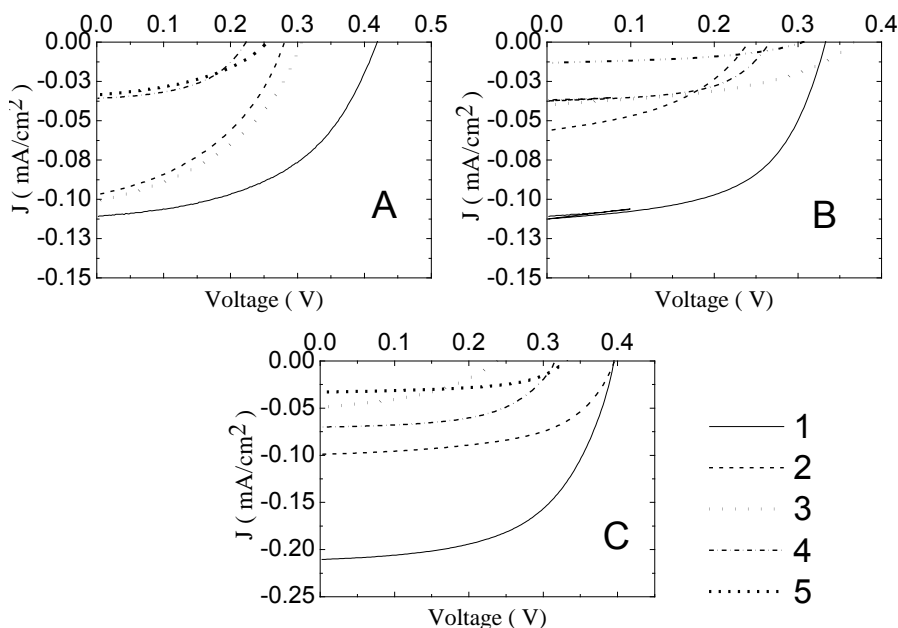 0.0 0.1 0.2 0.3 0.4 0.5
0.00
-0.03
-0.05
-0.08
-0.10
-0.13
-0.15
J ( mA/cm2)
A
Voltage ( V)
0.0 0.1 0.2 0.3 0.4
0.00
-0.03
-0.05
-0.08
-0.10
-0.13
-0.15
J ( mA/cm2)
B
Voltage ( V)
0.0 0.1 0.2 0.3 0.4
0.00
-0.05
-0.10
-0.15
-0.20
-0.25
J ( mA/cm2)
C
Voltage ( V)
1
2
3
4
5